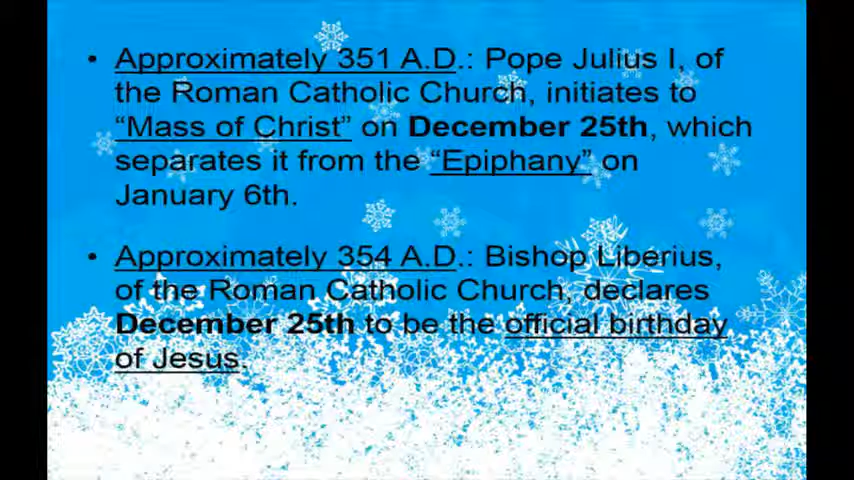 • Approximately 351 A.D.: Pope Julius I, of
the Roman Catholic Church, initiates to
“Mass of Christ” on December 25th, which
separates it from the “Epiphany” on
January 6th.
• Approximately 354 A.D.: Bishop Liberius,
of the Roman Catholic Church, declares
December 25th to be the official birthday
of Jesus.